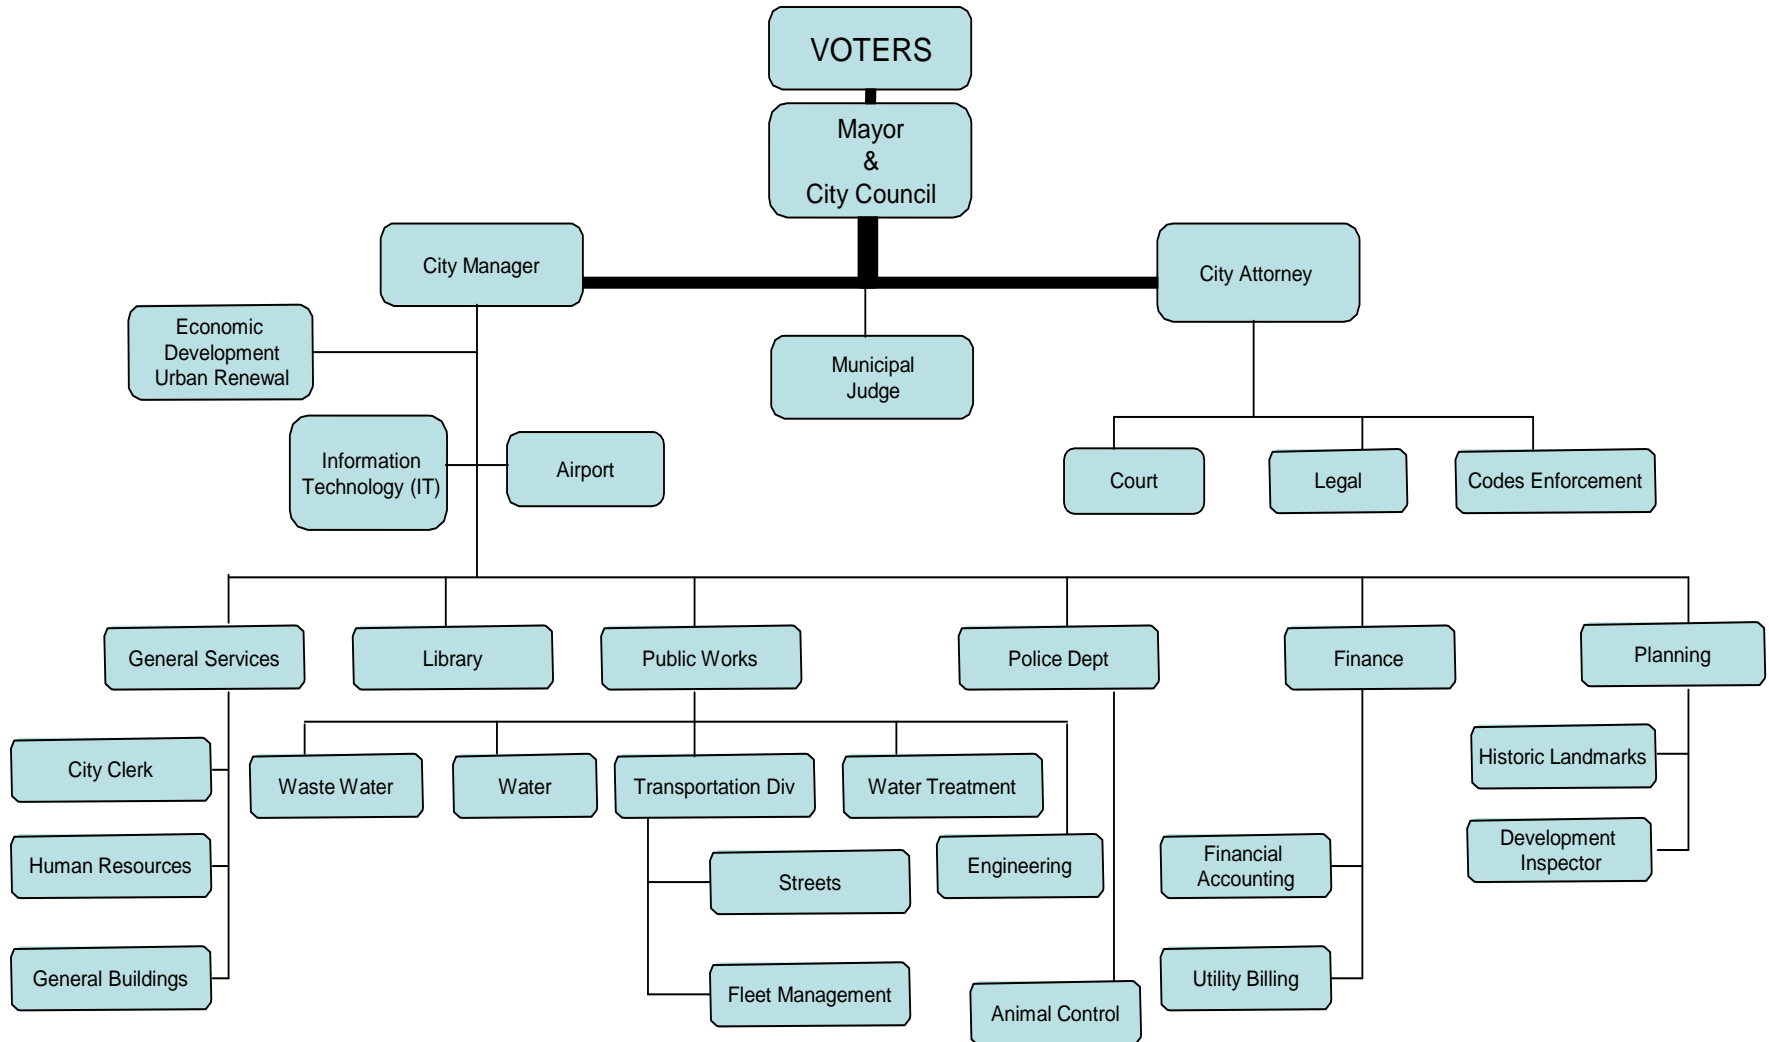 VOTERS
Mayor
&
City Council
City Manager
City Attorney
Economic
Development
Urban Renewal
Municipal
Judge
Information
Technology (IT)
Airport
Court
Legal
Codes Enforcement
General Services
Library
Public Works
Police Dept
Finance
Planning
City Clerk
Waste Water
Water
Transportation Div
Water Treatment
Historic Landmarks
Human Resources
Streets
Engineering
Financial
Accounting
Development
Inspector
General Buildings
Fleet Management
Animal Control
Utility Billing